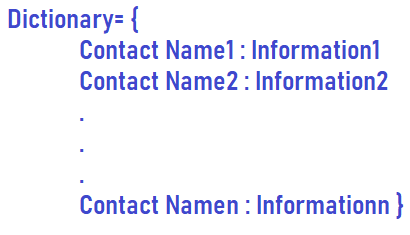 Dictionary= {
Contact Name1 : Information1
Contact Name2 : Information2
.
.
.
Contact Namen : Informationn }